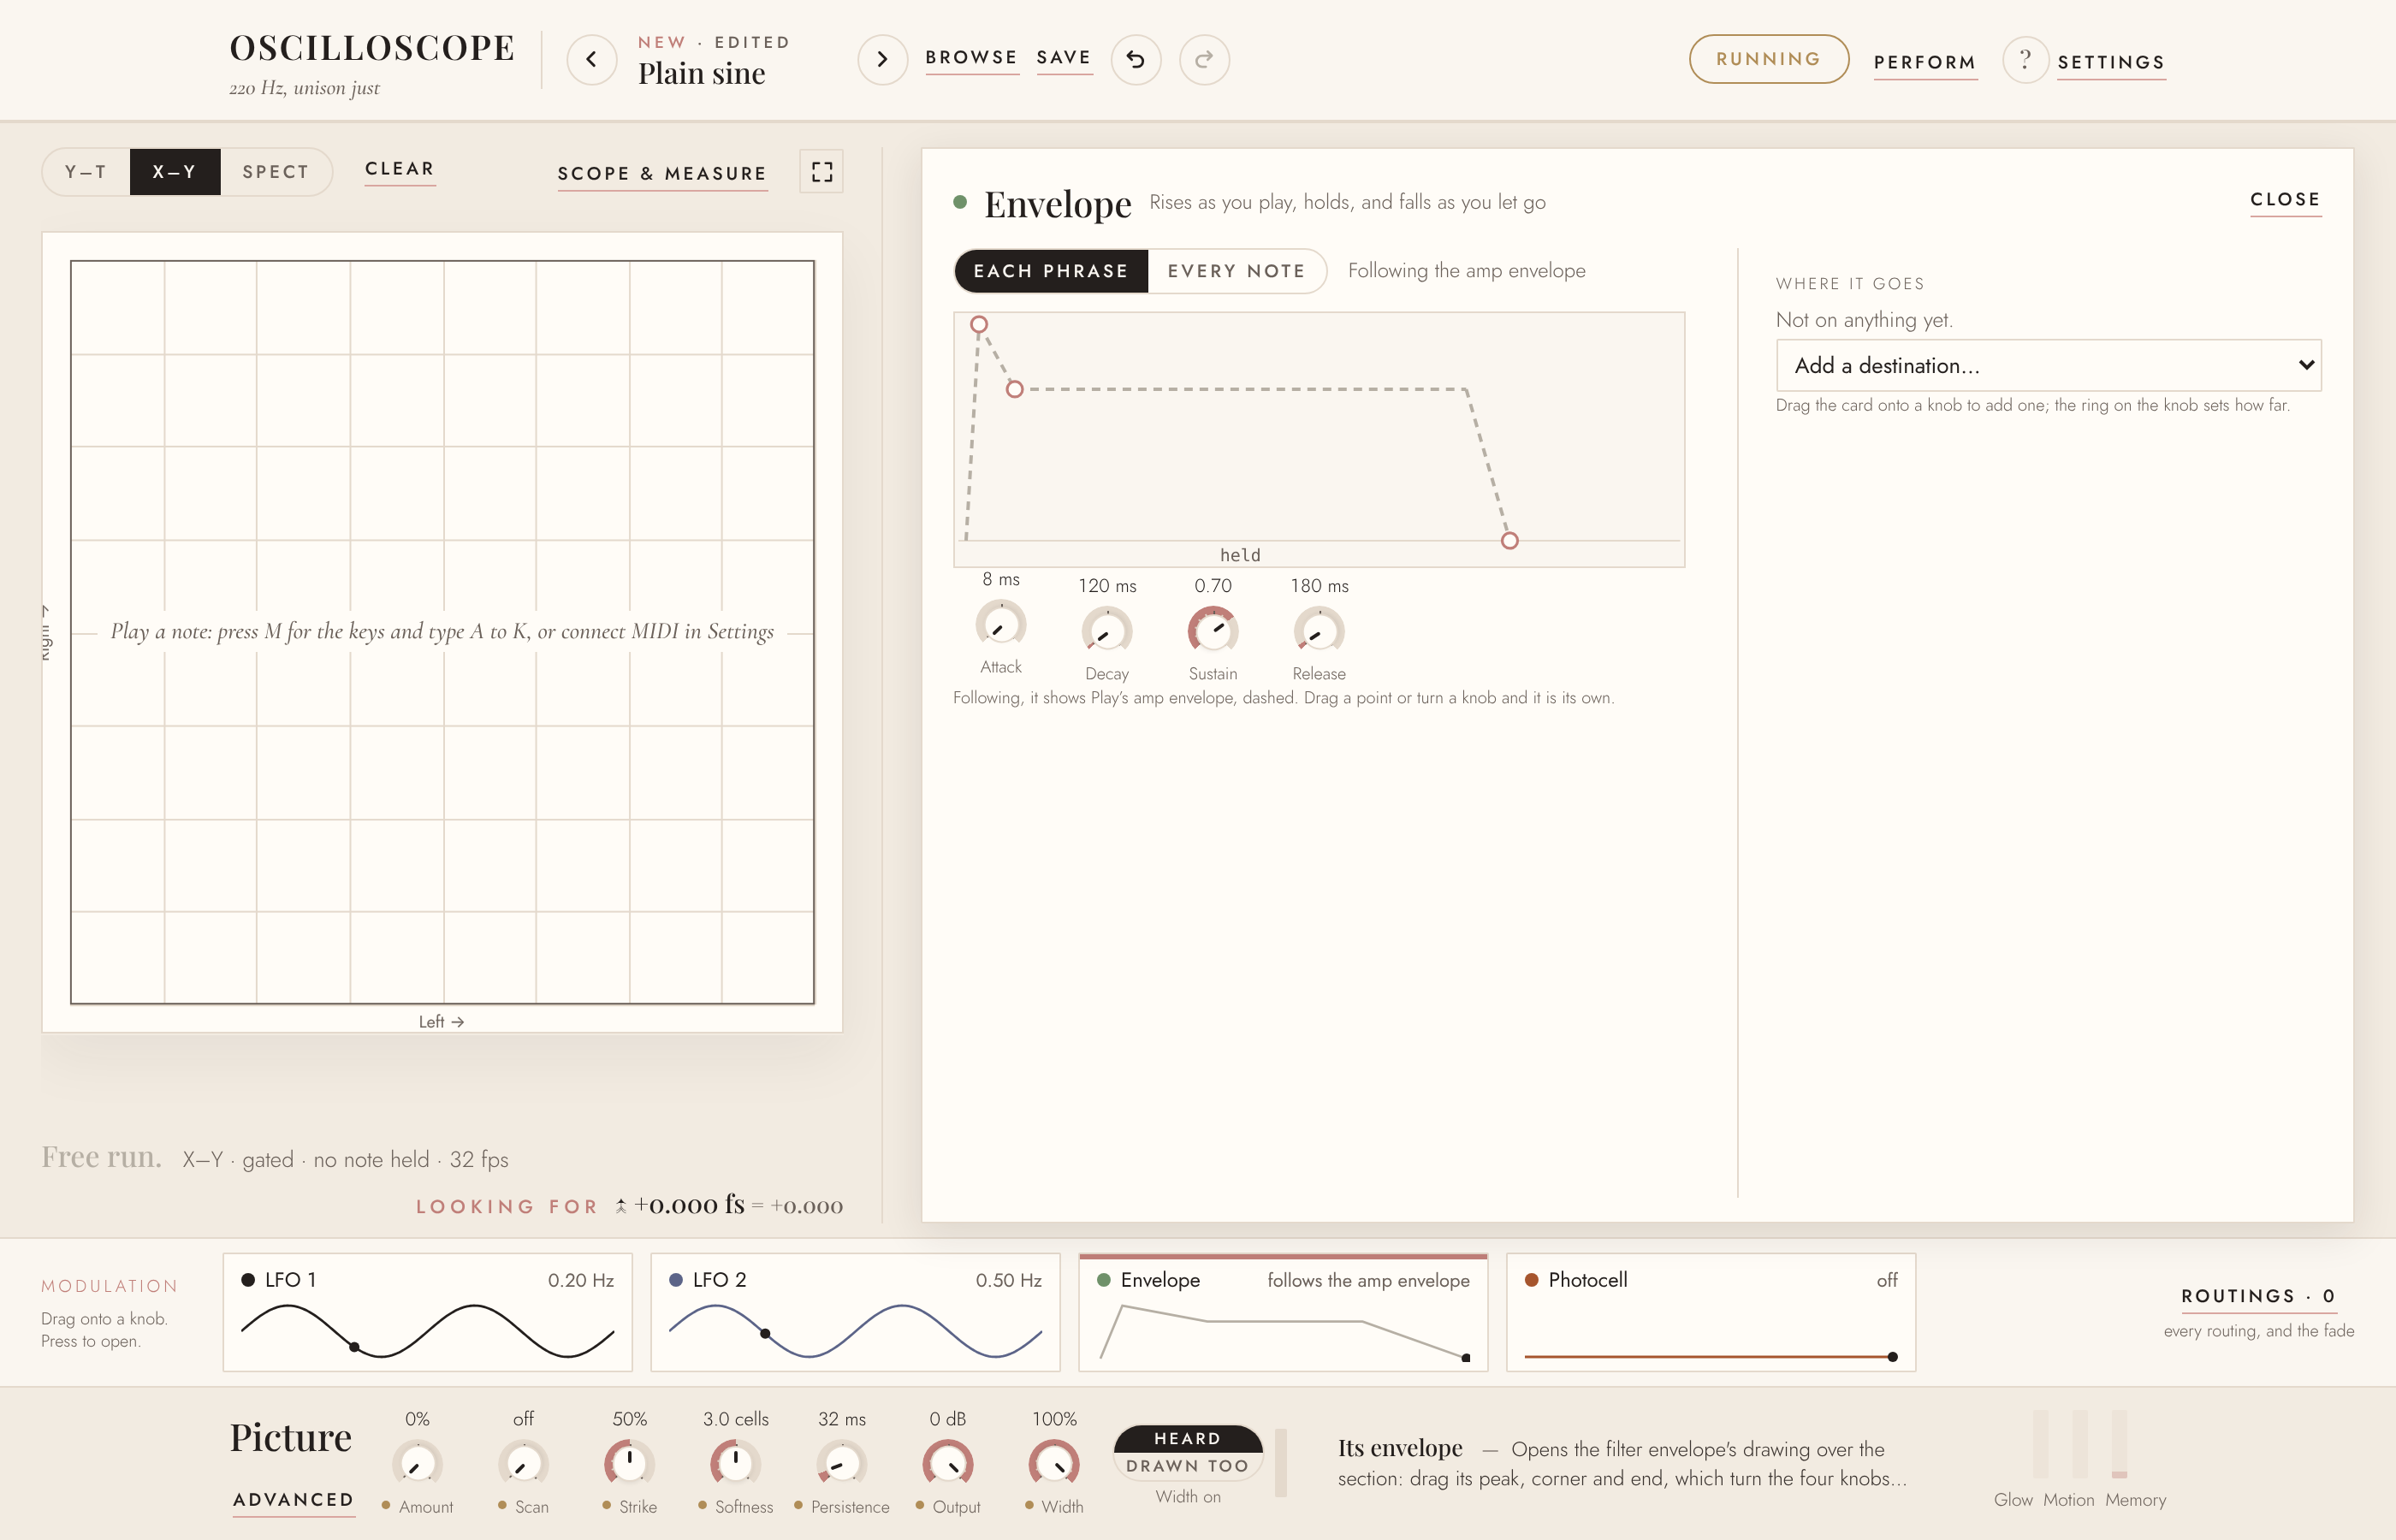 OSCILLOSCOPE
220 Hz, unison just
NEW · EDITED
Plain sine
BROWSE
SAVE
RUNNING
PERFORM
?
SETTINGS
Y–T
X–Y
SPECT
CLEAR
SCOPE & MEASURE
Right →
Play a note: press M for the keys and type A to K, or connect MIDI in Settings
Left →
Free run. X–Y · gated · no note held · 32 fps
LOOKING FOR +0.000 fs = +0.000
Envelope Rises as you play, holds, and falls as you let go
CLOSE
EACH PHRASE
EVERY NOTE
Following the amp envelope
held
8 ms
120 ms
0.70
180 ms
Attack
Decay
Sustain
Release
Following, it shows Play’s amp envelope, dashed. Drag a point or turn a knob and it is its own.
WHERE IT GOES
Not on anything yet.
Add a destination…
Drag the card onto a knob to add one; the ring on the knob sets how far.
MODULATION
Drag onto a knob.
Press to open.
LFO 1
0.20 Hz
LFO 2
0.50 Hz
Envelope
follows the amp envelope
Photocell
off
ROUTINGS · 0
every routing, and the fade
Picture
ADVANCED
0%
off
50%
3.0 cells
32 ms
0 dB
100%
Amount
Scan
Strike
Softness
Persistence
Output
Width
HEARD
DRAWN TOO
Width on
Its envelope — Opens the filter envelope's drawing over the
section: drag its peak, corner and end, which turn the four knobs…
Glow
Motion
Memory